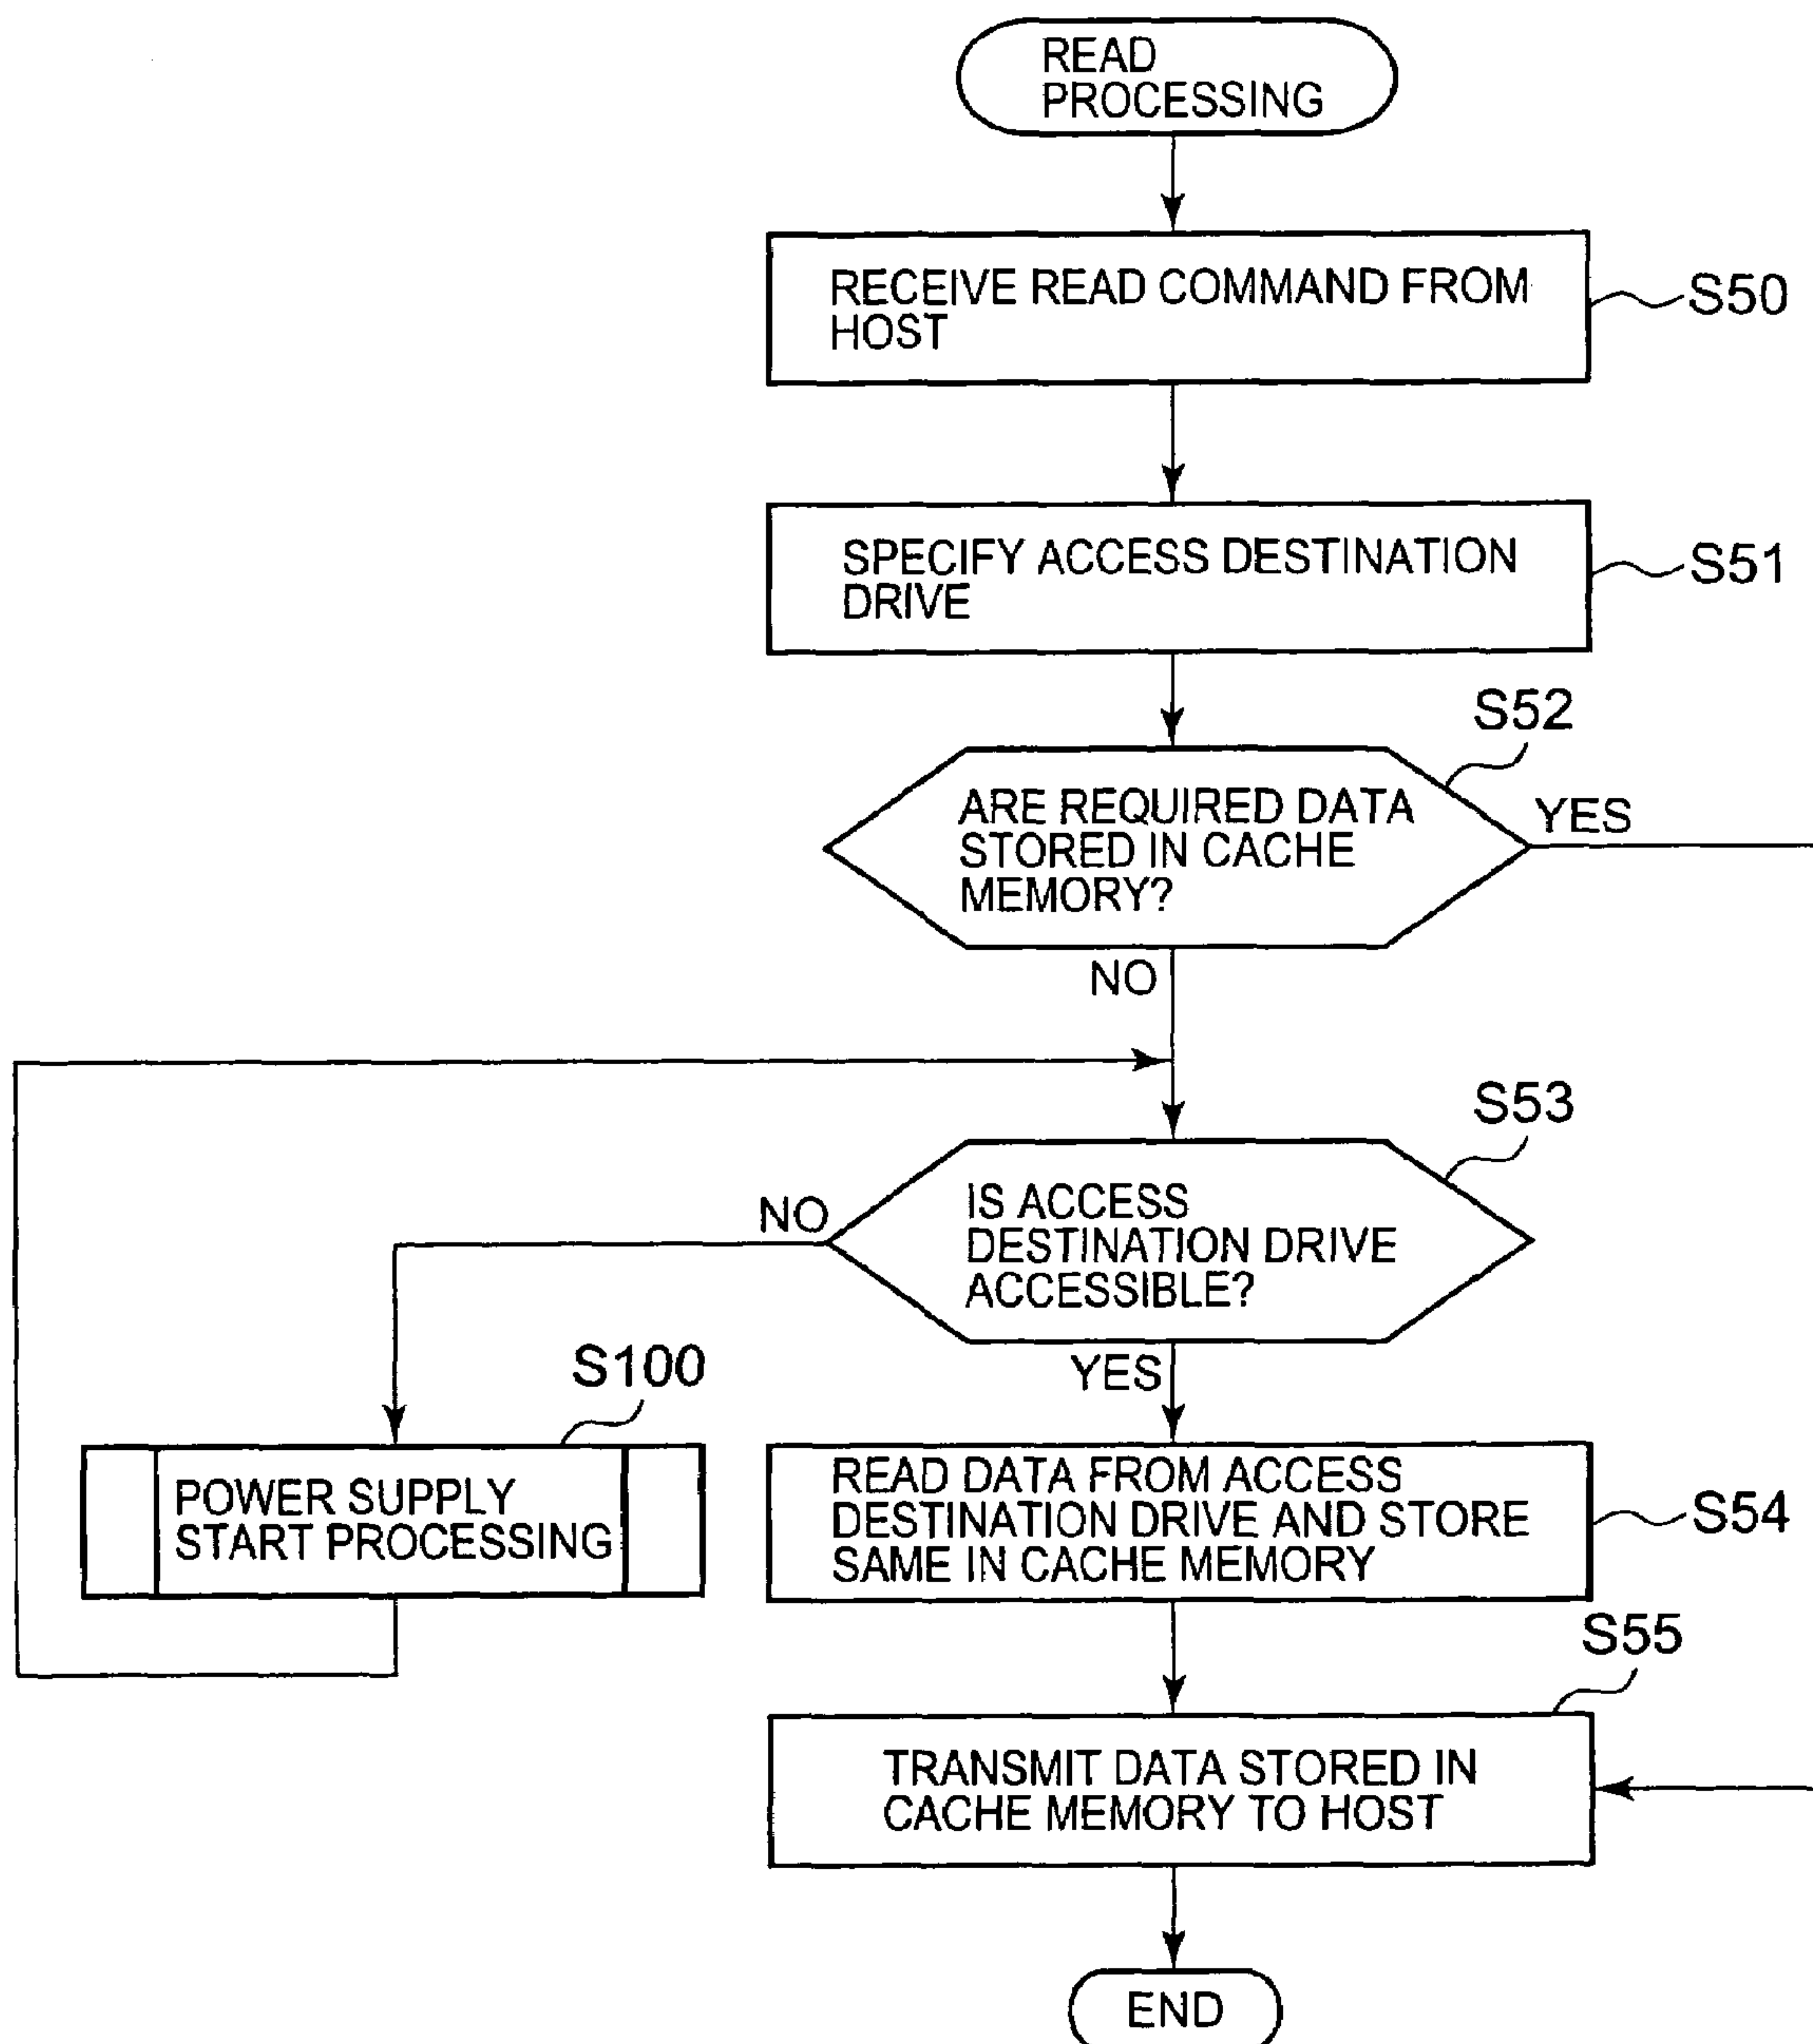 READ
PROCESSING
RECEIVE READ COMMAND FROM
HOST
S50
SPECIFY ACCESS DESTINATION
DRIVE
S51
S52
ARE REQUIRED DATA
STORED IN CACHE
MEMORY?
YES
NO
S53
IS ACCESS
DESTINATION DRIVE
ACCESSIBLE?
NO
YES
S100
POWER SUPPLY
START PROCESSING
READ DATA FROM ACCESS
DESTINATION DRIVE AND STORE
SAME IN CACHE MEMORY
S54
S55
TRANSMIT DATA STORED IN
CACHE MEMORY TO HOST
END